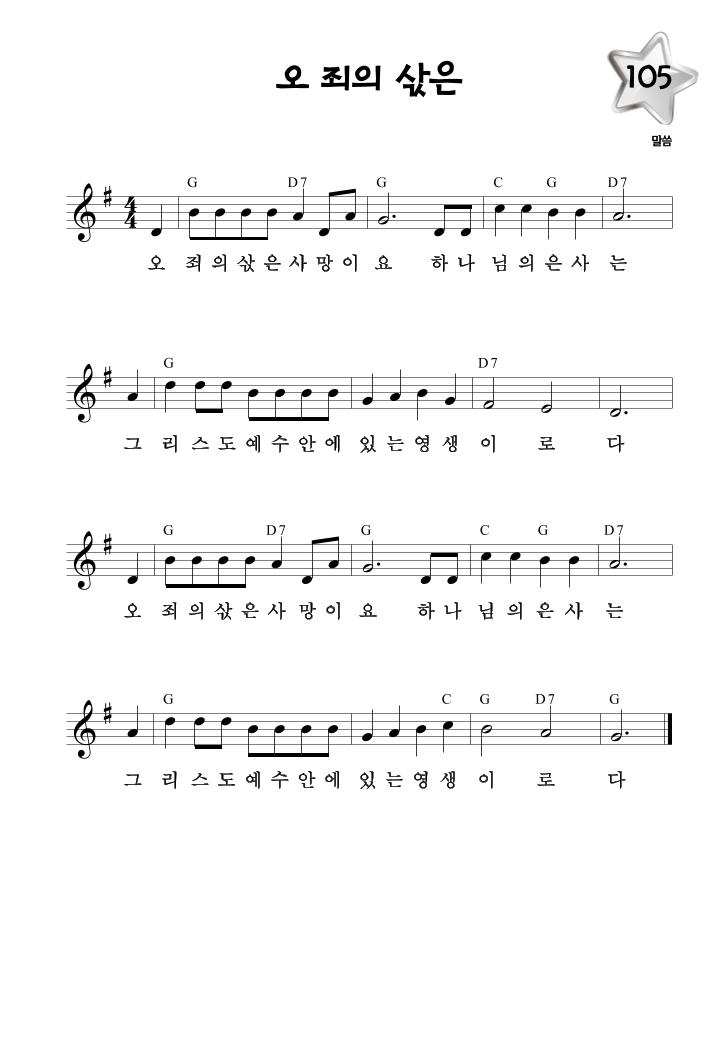 오 죄의 삯은
105
말씀
G D7 G C G D7
오 죄 의 삯 은 사 망 이 요 하 나 님 의 은 사 는
G D7
그 리 스 도 예 수 안 에 있 는 영 생 이 로 다
G D7 G C G D7
오 죄 의 삯 은 사 망 이 요 하 나 님 의 은 사 는
G C G D7 G
그 리 스 도 예 수 안 에 있 는 영 생 이 로 다